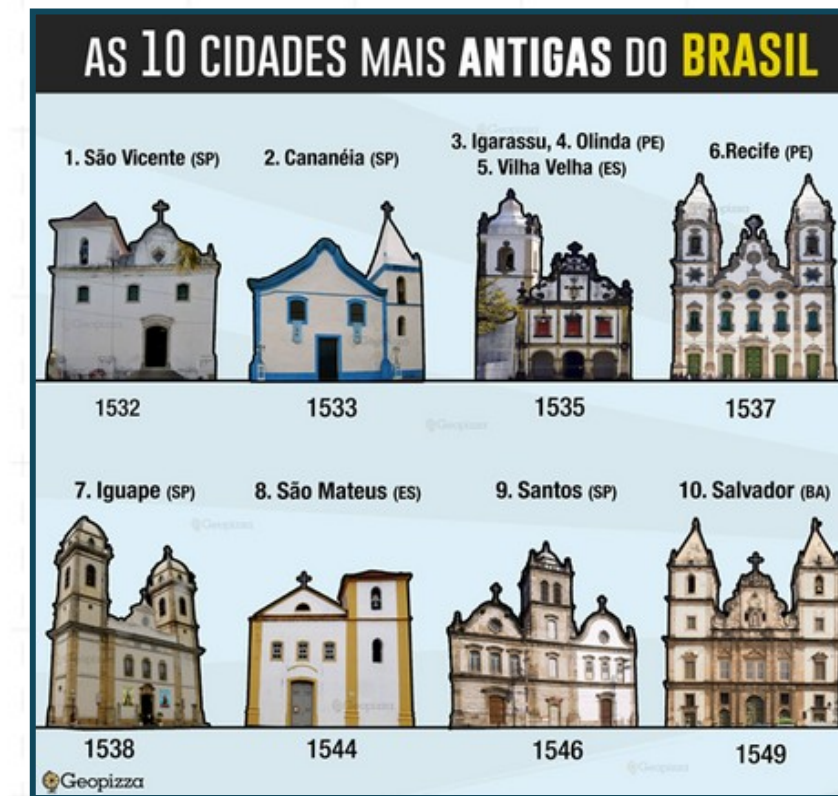 AS 10 CIDADES MAIS ANTIGAS DO BRASIL
1. São Vicente (SP)
2. Cananéia (SP)
3. Igarassu, 4. Olinda (PE)
5. Vilha Velha (ES)
6.Recife (PE)
1532
1533
1535
1537
7. Iguape (SP)
8. São Mateus (ES)
9. Santos (SP)
10. Salvador (BA)
1538
1544
1546
1549
Geopizza